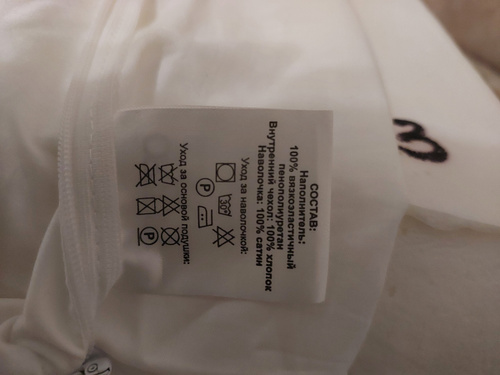 СОСТАВ:
Наполнитель:
100% вязкоэластичный
пенополиуретан
Внутренний чехол: 100% хлопок
Наволочка: 100% сатин
Уход за наволочкой:
30°
P
Уход за основой подушки:
P